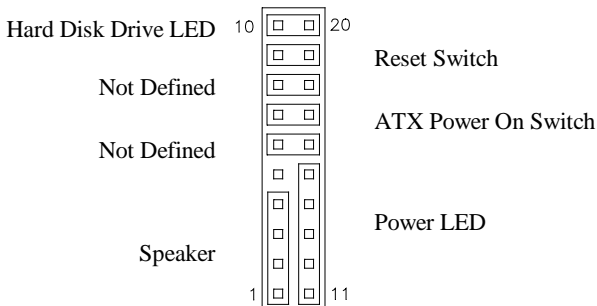 Hard Disk Drive LED 10 20
Reset Switch
Not Defined
ATX Power On Switch
Not Defined
Power LED
Speaker
1 11